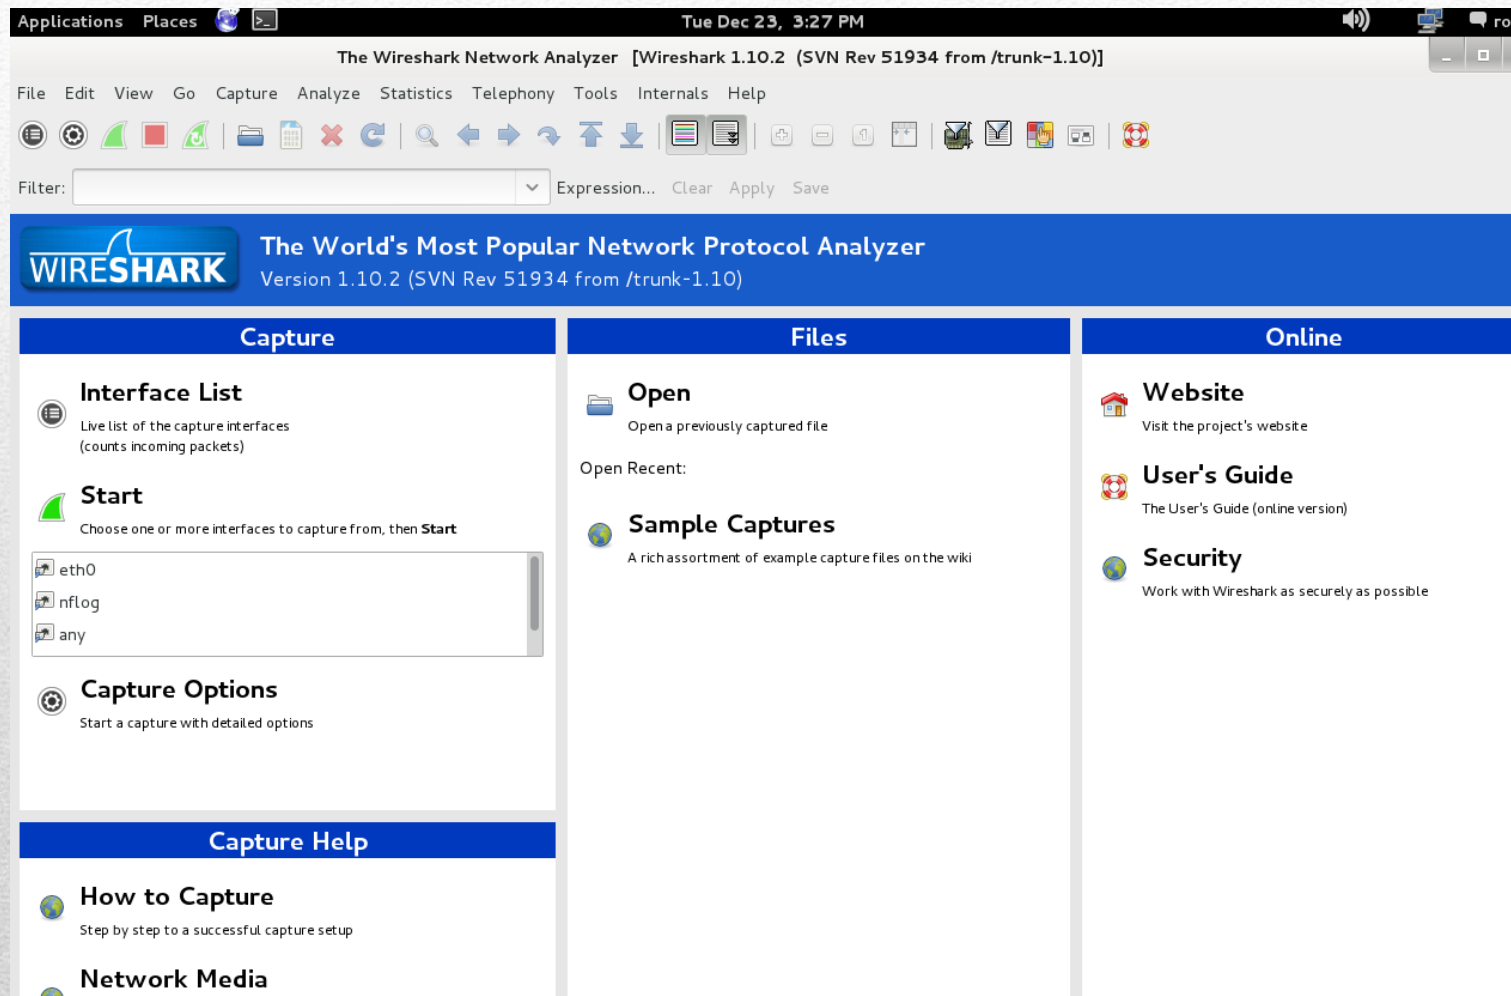 Applications Places Tue Dec 23, 3:27 PM
The Wireshark Network Analyzer [Wireshark 1.10.2 (SVN Rev 51934 from /trunk-1.10)]
File Edit View Go Capture Analyze Statistics Telephony Tools Internals Help
Filter: Expression... Clear Apply Save
WIRESHARK
The World's Most Popular Network Protocol Analyzer
Version 1.10.2 (SVN Rev 51934 from /trunk-1.10)
Capture
Interface List
Live list of the capture interfaces
(counts incoming packets)
Start
Choose one or more interfaces to capture from, then Start
eth0
nflog
any
Capture Options
Start a capture with detailed options
Capture Help
How to Capture
Step by step to a successful capture setup
Network Media
Files
Open
Open a previously captured file
Open Recent:
Sample Captures
A rich assortment of example capture files on the wiki
Online
Website
Visit the project's website
User's Guide
The User's Guide (online version)
Security
Work with Wireshark as securely as possible